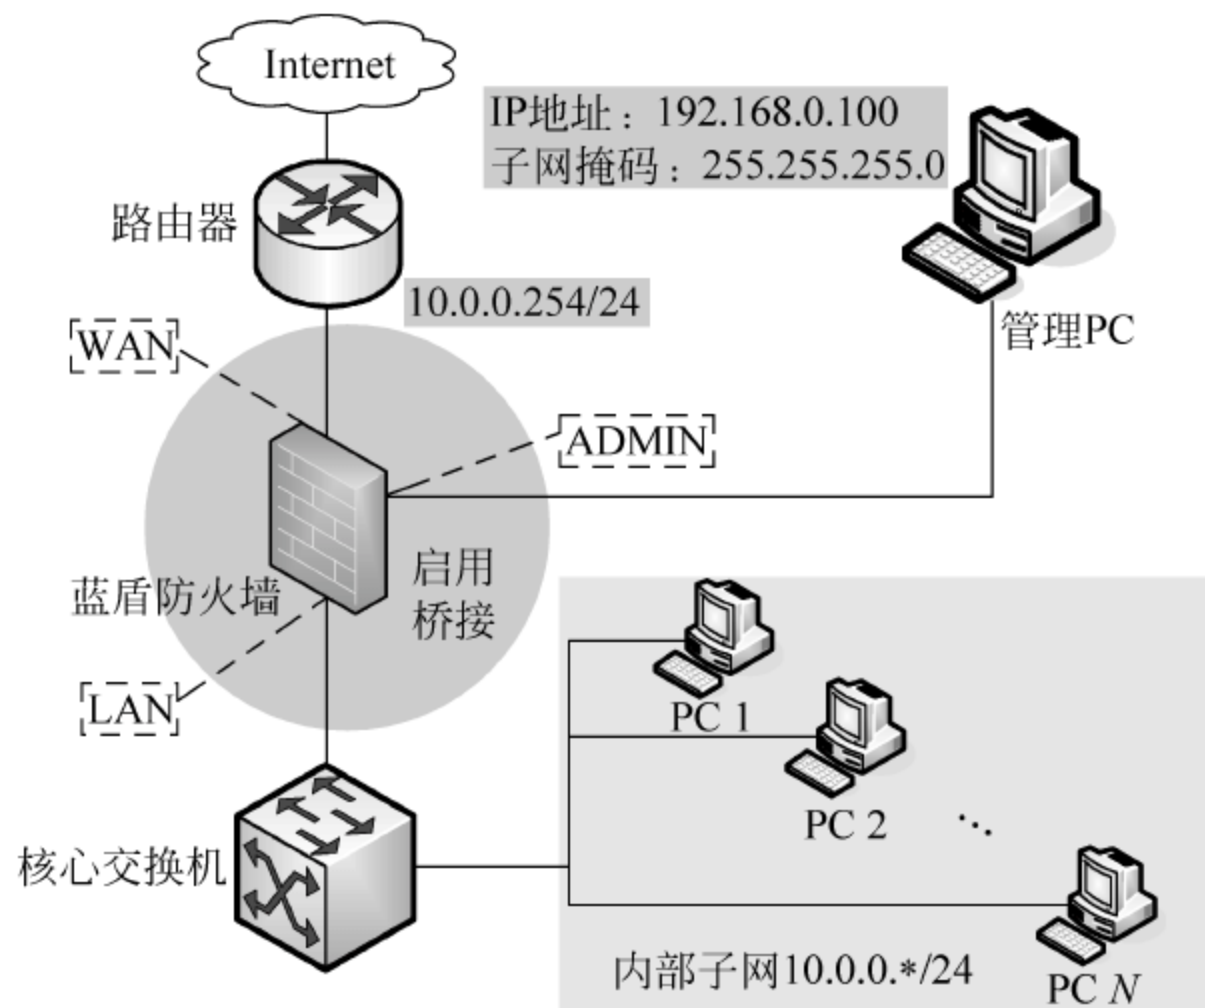 Internet
IP地址：192.168.0.100
子网掩码：255.255.255.0
路由器
10.0.0.254/24
管理PC
WAN
ADMIN
启用
桥接
蓝盾防火墙
LAN
PC 1
PC 2
核心交换机
内部子网10.0.0.*/24
PC N